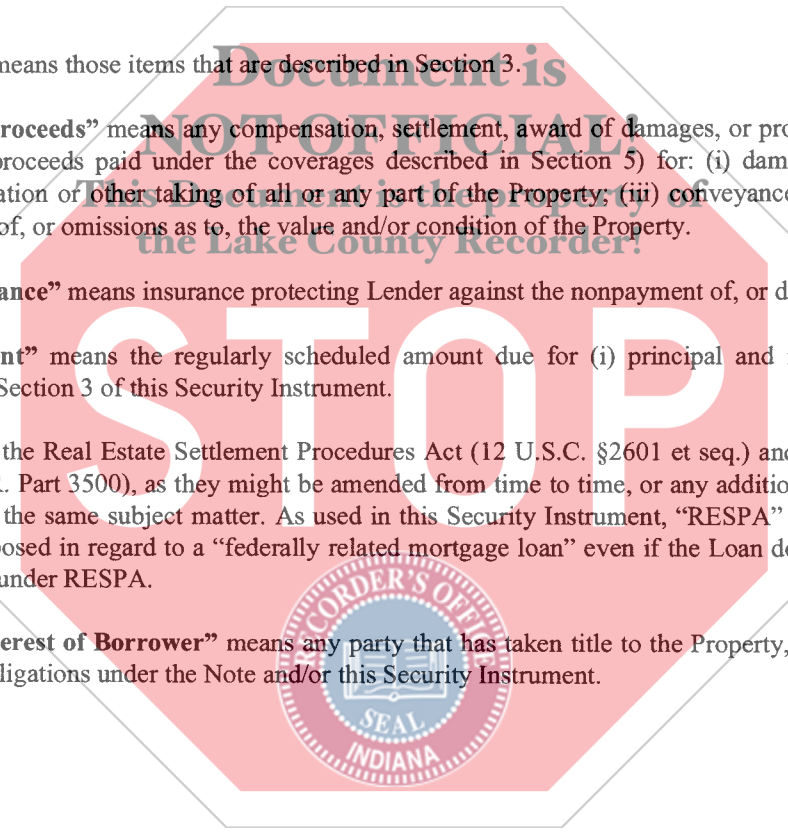 means those items that are described in Section 3.
Document is
roceeds” means any compensation, settlement, award of damages, or pro
NOT OFFICIAL!
proceeds paid under the coverages described in Section 5) for: (i) dam
ation or other taking of all or any part of the Property; (iii) conveyance
This Document is the property of
of, or omissions as to, the value and/or condition of the Property.
the Lake County Recorder!
ance” means insurance protecting Lender against the nonpayment of, or d
nt” means the regularly scheduled amount due for (i) principal and
Section 3 of this Security Instrument.
STOP
the Real Estate Settlement Procedures Act (12 U.S.C. §2601 et seq.) and
. Part 3500), as they might be amended from time to time, or any additio
the same subject matter. As used in this Security Instrument, “RESPA”
posed in regard to a “federally related mortgage loan” even if the Loan do
under RESPA.
erest of Borrower” means any party that has taken title to the Property,
ligations under the Note and/or this Security Instrument.
RECORDER'S OFFICE
SEAL
INDIANA